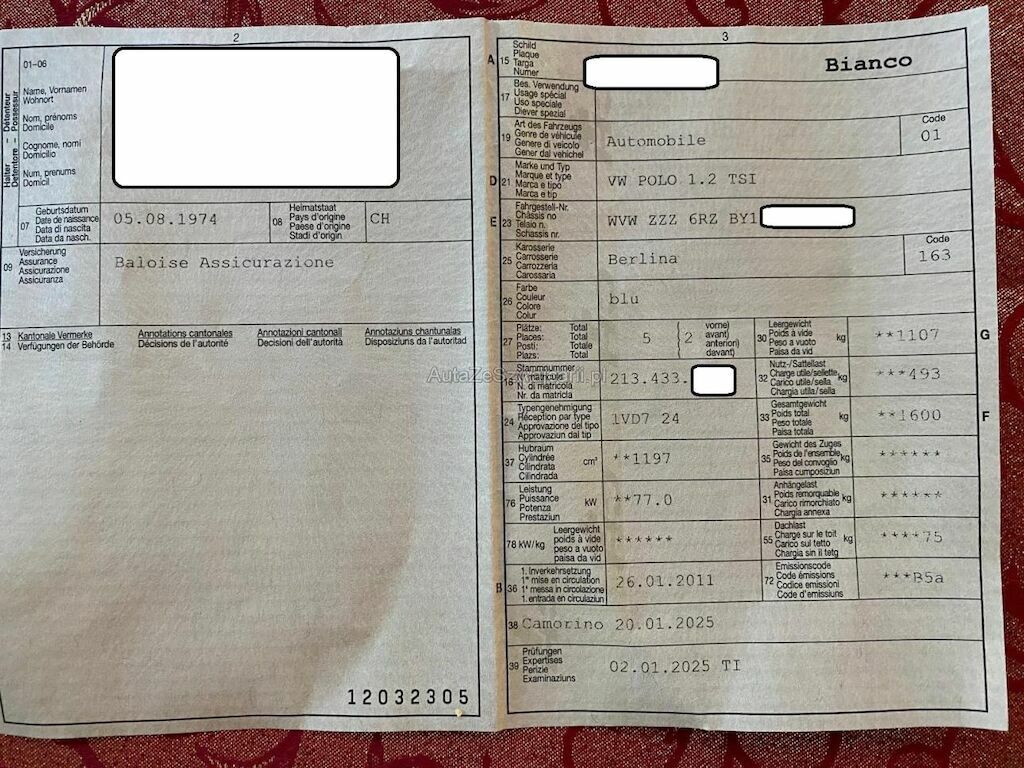 2
01-06
Halter – Détenteur
Detentore – Possessur
Name, Vornamen
Wohnort
Nom, prénoms
Domicile
Cognome, nomi
Domicilio
Num, prenums
Domicil
07
Geburtsdatum
Date de naissance
Data di nascita
Data da nasch.
05.08.1974
08
Heimatstaat
Pays d'origine
Paese d'origine
Stadi d'origin
CH
09
Versicherung
Assurance
Assicurazione
Assicuranza
Baloise Assicurazione
13 Kantonale Vermerke
14 Verfügungen der Behörde
Annotations cantonales
Décisions de l'autorité
Annotazioni cantonali
Decisioni dell'autorità
Annotaziuns chantunalas
Disposiziuns da l'autoritad
12032305
3
A 15
Schild
Plaque
Targa
Numer
Bianco
17
Bes. Verwendung
Usage spécial
Uso speciale
Diever spezial
19
Art des Fahrzeugs
Genre de véhicule
Genere di veicolo
Gener dal vehichel
Automobile
Code
01
D 21
Marke und Typ
Marque et type
Marca e tipo
Marca e tip
VW POLO 1.2 TSI
E 23
Fahrgestell-Nr.
Châssis no
Telaio n.
Schassis nr.
WVW ZZZ 6RZ BY1
25
Karosserie
Carrosserie
Carrozzeria
Carossaria
Berlina
Code
163
26
Farbe
Couleur
Colore
Colur
blu
27
Plätze: Total
Places: Total
Posti: Totale
Plazs: Total
5 { 2
vorne)
avant)
anteriori)
davant)
30
Leergewicht
Poids à vide
Peso a vuoto
Paisa da vid
kg
**1107
G
18
Stammnummer
N. di matricola
Nr. da matricla
213.433.
32
Nutz-/Sattellast
Charge utile/sellette
Carico utile/sella
Chargia utila/sella
kg
***493
24
Typengenehmigung
Réception par type
Approvazione del tipo
Approvaziun dal tip
1VD7 24
33
Gesamtgewicht
Poids total
Peso totale
Paisa totala
kg
**1600
F
37
Hubraum
Cylindrée
Cilindrata
Cilindrada
cm³
**1197
35
Gewicht des Zuges
Poids de l'ensemble
Peso del convoglio
Paisa cumposiziun
kg
******
76
Leistung
Puissance
Potenza
Prestaziun
kW
**77.0
31
Anhängelast
Poids remorquable
Carico rimorchiato
Chargia annexa
kg
******
78 kW/kg
Leergewicht
poids à vide
peso a vuoto
paisa da vid
******
55
Dachlast
Charge sur le toit
Carico sul tetto
Chargia sin il tetg
kg
****75
B 36
1. Inverkehrsetzung
1re mise en circulation
1a messa in circolazione
1. entrada en circulaziun
26.01.2011
72
Emissionscode
Code émissions
Codice emissioni
Code d'emissiuns
***B5a
38 Camorino 20.01.2025
39
Prüfungen
Expertises
Perizie
Examinaziuns
02.01.2025 TI